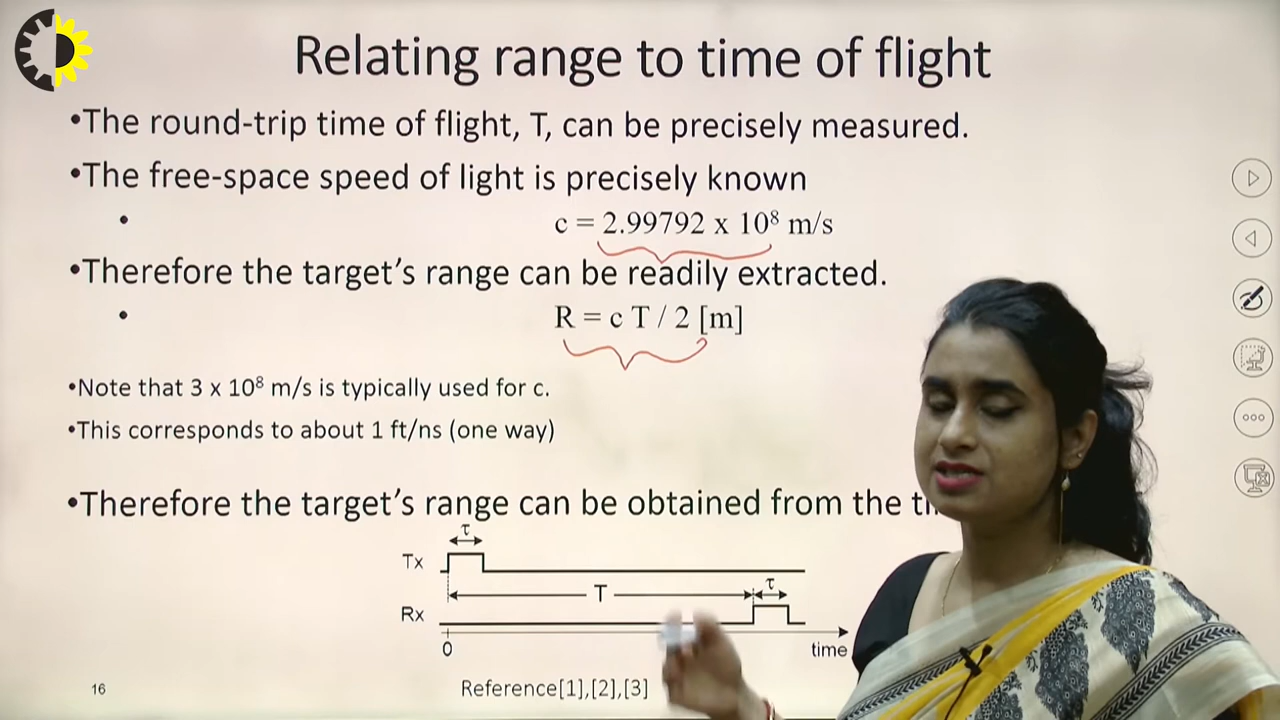 Relating range to time of flight
•The round-trip time of flight, T, can be precisely measured.
•The free-space speed of light is precisely known
• c = 2.99792 x 10⁸ m/s
•Therefore the target's range can be readily extracted.
• R = c T / 2 [m]
•Note that 3 x 10⁸ m/s is typically used for c.
•This corresponds to about 1 ft/ns (one way)
•Therefore the target's range can be obtained from the
τ
Tx
T
τ
Rx
0
time
16
Reference[1],[2],[3]